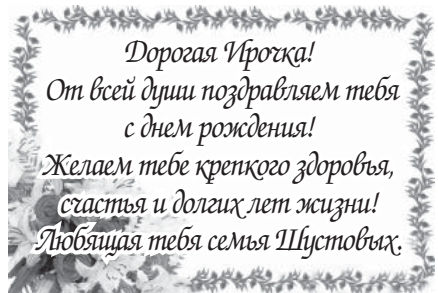 Дорогая Ирочка!
От всей души поздравляем тебя
с днем рождения!
Желаем тебе крепкого здоровья,
счастья и долгих лет жизни!
Любящая тебя семья Шустовых.